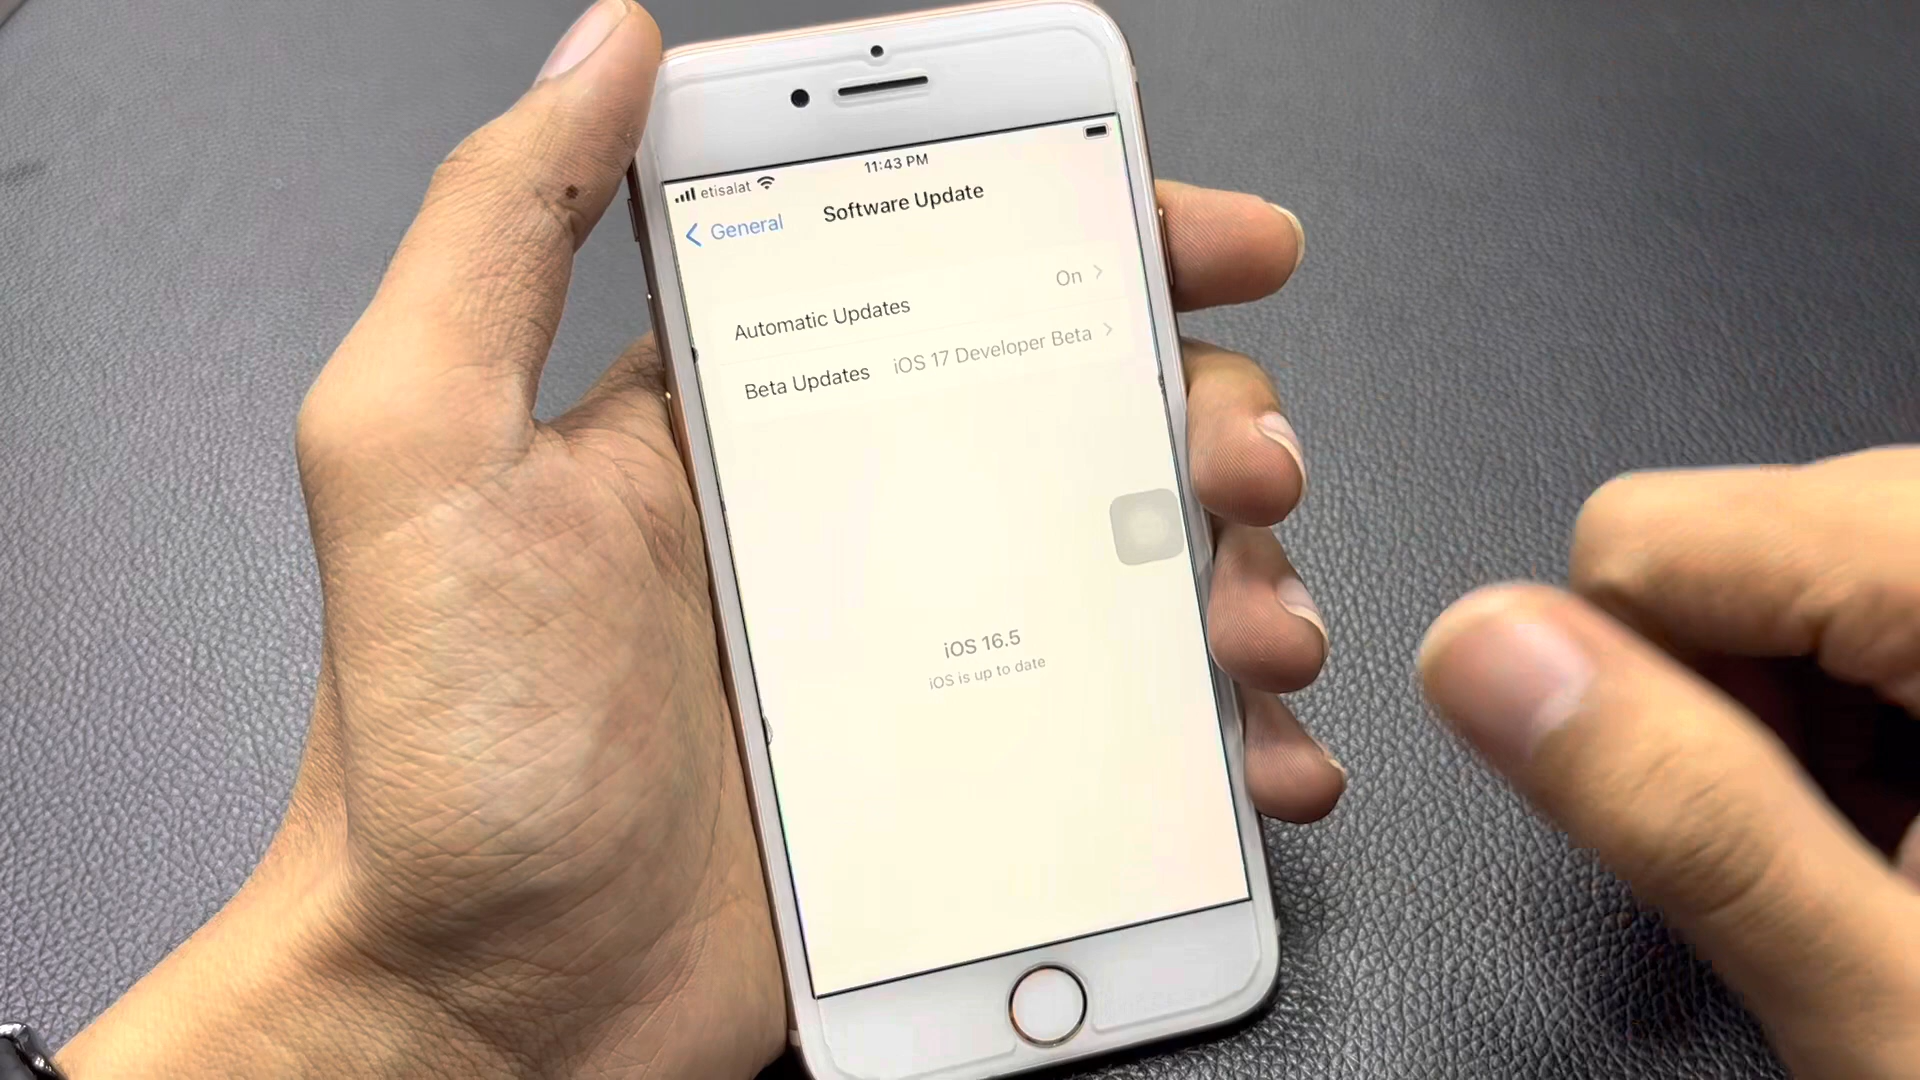 11:43 PM
etisalat
General
Software Update
Automatic Updates On
Beta Updates iOS 17 Developer Beta
iOS 16.5
iOS is up to date